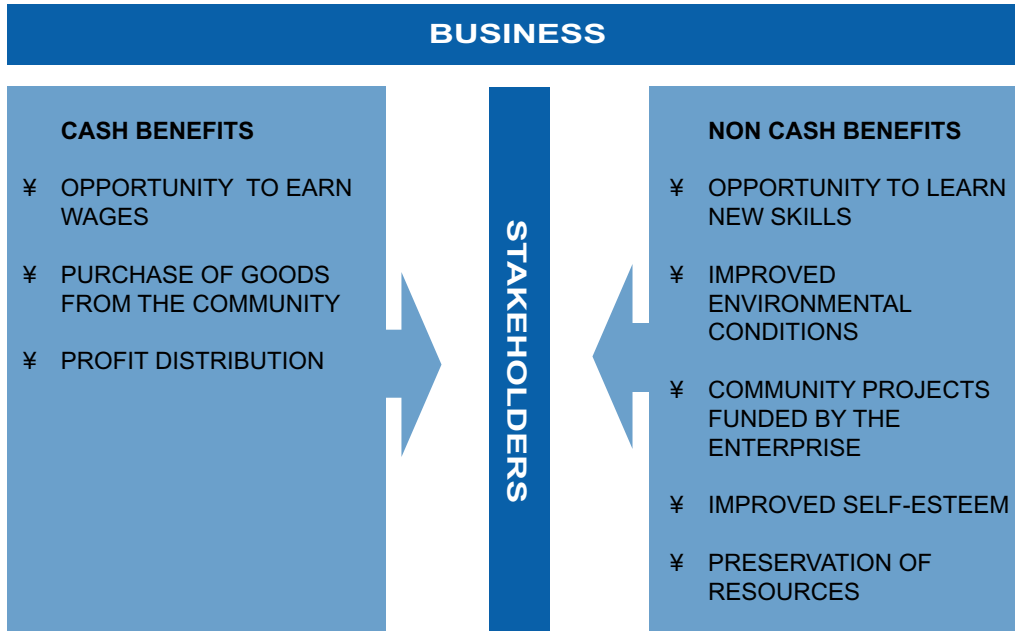 BUSINESS
CASH BENEFITS
¥ OPPORTUNITY TO EARN
WAGES
¥ PURCHASE OF GOODS
FROM THE COMMUNITY
¥ PROFIT DISTRIBUTION
STAKEHOLDERS
NON CASH BENEFITS
¥ OPPORTUNITY TO LEARN
NEW SKILLS
¥ IMPROVED
ENVIRONMENTAL
CONDITIONS
¥ COMMUNITY PROJECTS
FUNDED BY THE
ENTERPRISE
¥ IMPROVED SELF-ESTEEM
¥ PRESERVATION OF
RESOURCES